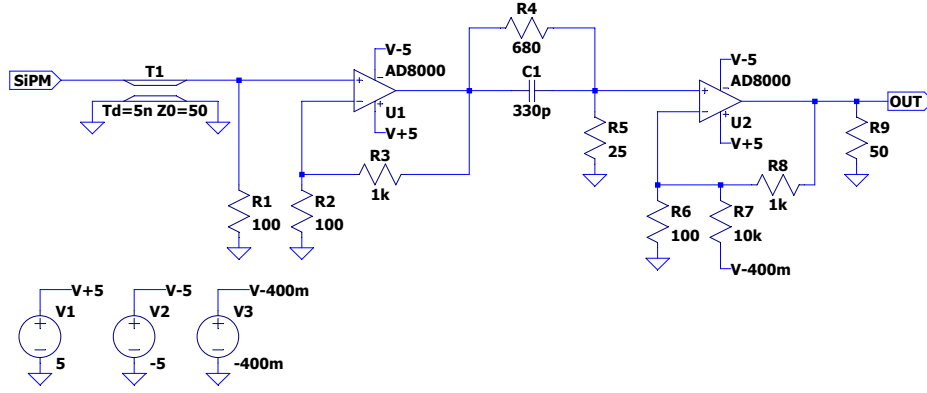 R4
680
SiPM
T1
Td=5n Z0=50
V-5
AD8000
U1
V+5
C1
330p
V-5
AD8000
U2
V+5
OUT
R5
25
R9
50
R3
1k
R8
1k
R1
100
R2
100
R6
100
R7
10k
V-400m
V+5
V1
5
V-5
V2
-5
V-400m
V3
-400m